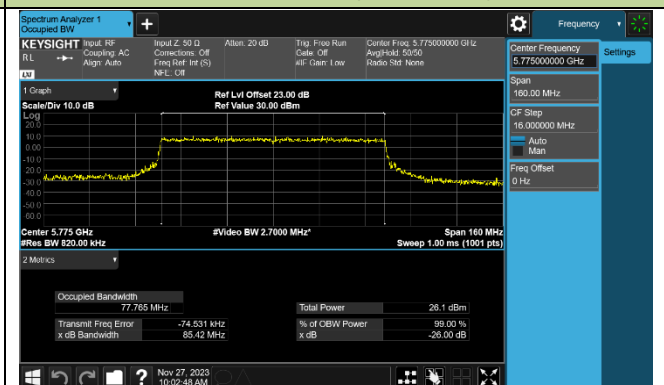 Spectrum Analyzer 1
Occupied BW
Frequency
KEYSIGHT
Input: RF
Coupling: AC
Align: Auto
Input Z: 50 Ω
Corrections: Off
Freq Ref: Int (S)
NFE: Off
Atten: 20 dB
Trig: Free Run
Gate: Off
#IF Gain: Low
Center Freq: 5.775000000 GHz
Avg|Hold: 50/50
Radio Std: None
RL
LXI
Center Frequency
5.775000000 GHz
Settings
Span
160.00 MHz
CF Step
16.000000 MHz
Auto
Man
Freq Offset
0 Hz
1 Graph
Scale/Div 10.0 dB
Ref Lvl Offset 23.00 dB
Ref Value 30.00 dBm
Log
20.0
10.0
0.00
-10.0
-20.0
-30.0
-40.0
-50.0
-60.0
Center 5.775 GHz
#Res BW 820.00 kHz
#Video BW 2.7000 MHz*
Span 160 MHz
Sweep 1.00 ms (1001 pts)
2 Metrics
Occupied Bandwidth
77.765 MHz
Total Power 26.1 dBm
Transmit Freq Error -74.531 kHz
% of OBW Power 99.00 %
x dB Bandwidth 85.42 MHz
x dB -26.00 dB
?
Nov 27, 2023
10:02:48 AM